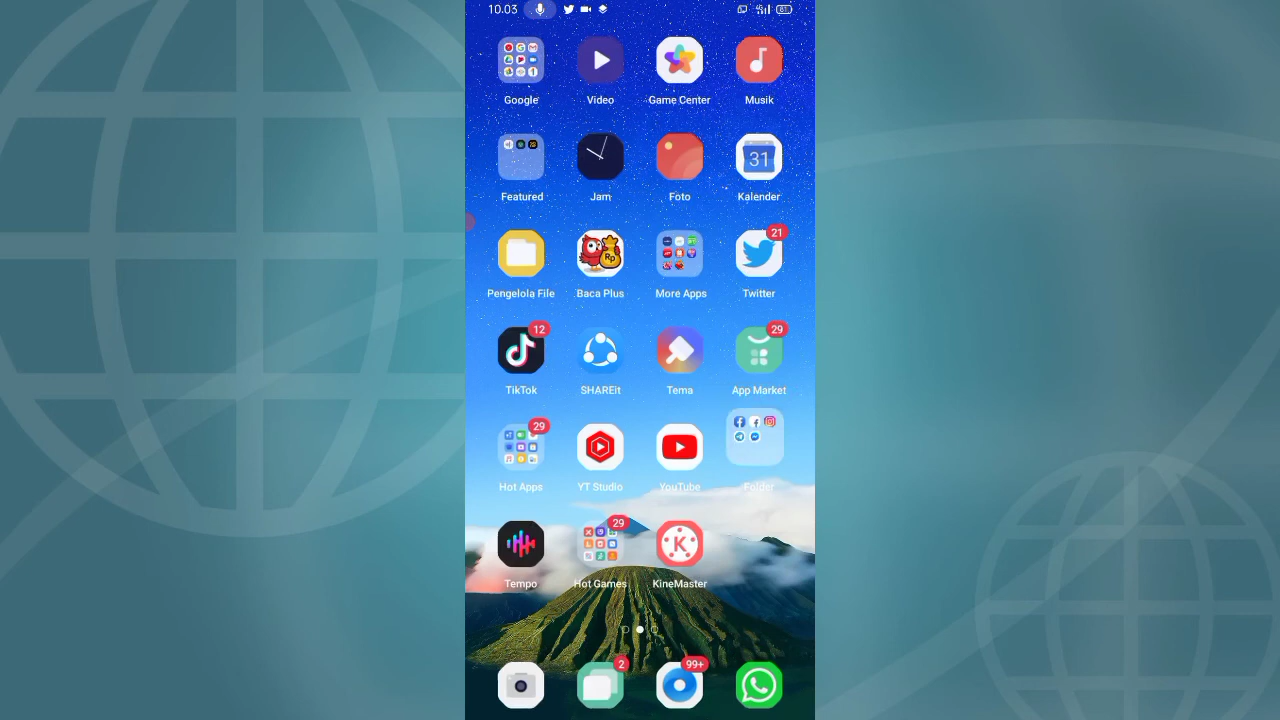 10.03
Google
Video
Game Center
Musik
31
Featured
Jam
Foto
Kalender
Rp
21
Pengelola File
Baca Plus
More Apps
Twitter
12
29
TikTok
SHAREit
Tema
App Market
29
Hot Apps
YT Studio
YouTube
Folder
29
K
Tempo
Hot Games
KineMaster
2
99+